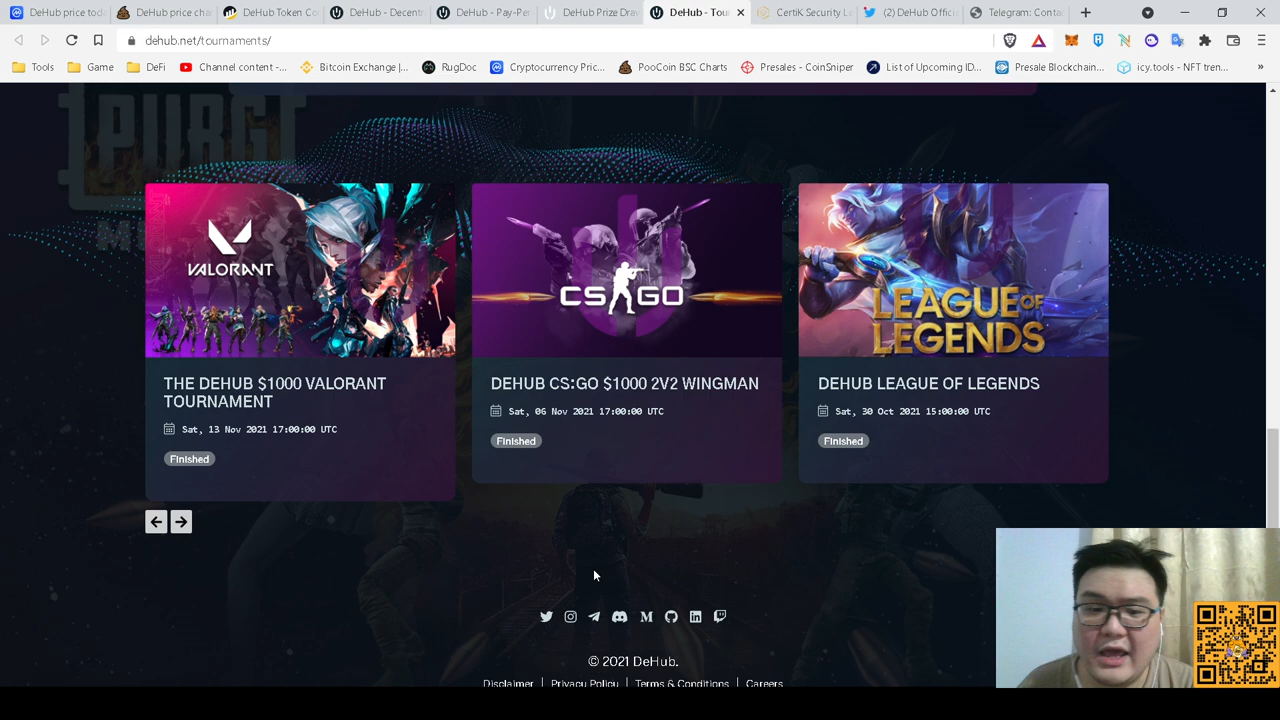 DeHub price tod
DeHub price cha
DeHub Token Co
DeHub - Decentr
DeHub - Pay-Per
DeHub Prize Dra
DeHub - Tour
CertiK Security Le
(2) DeHub Offici
Telegram: Conta
dehub.net/tournaments/
Tools
Game
DeFi
Channel content -...
Bitcoin Exchange |...
RugDoc
Cryptocurrency Pric...
PooCoin BSC Charts
Presales - CoinSniper
List of Upcoming ID...
Presale Blockchain...
icy.tools - NFT tren...
»
VALORANT
CS GO
LEAGUE OF
LEGENDS
THE DEHUB $1000 VALORANT
TOURNAMENT
Sat, 13 Nov 2021 17:00:00 UTC
Finished
DEHUB CS:GO $1000 2V2 WINGMAN
Sat, 06 Nov 2021 17:00:00 UTC
Finished
DEHUB LEAGUE OF LEGENDS
Sat, 30 Oct 2021 15:00:00 UTC
Finished
© 2021 DeHub.
Disclaimer | Privacy Policy | Terms & Conditions | Careers